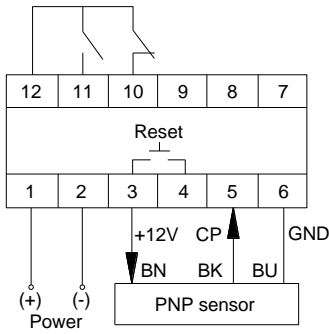 12 11 10 9 8 7
Reset
1 2 3 4 5 6
+12V CP GND
BN BK BU
(+) (-)
Power
PNP sensor